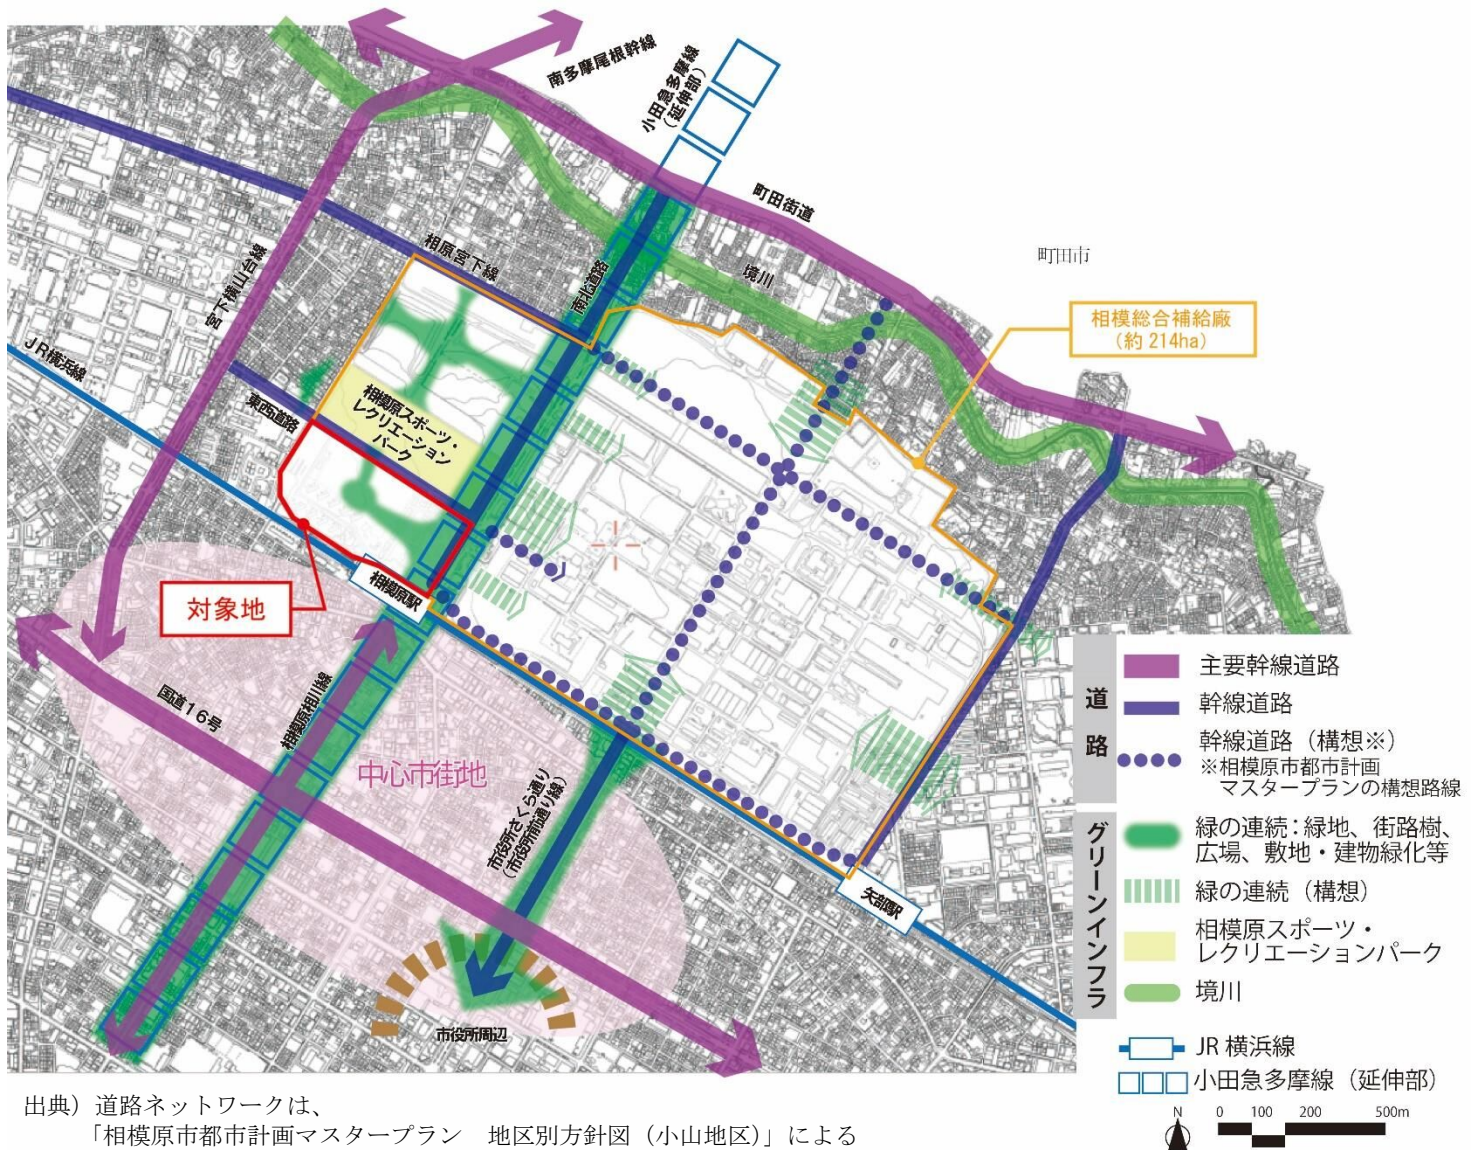 南多摩尾根幹線
小田急多摩線
（延伸部）
町田街道
町田市
境川
相原宮下線
南北道路
宮下横山台線
JR横浜線
相模総合補給廠
（約 214ha）
東西道路
相模原スポーツ・
レクリエーション
パーク
対象地
相模原駅
国道16号
相模原相川線
中心市街地
市役所さくら通り
（市役所前通り線）
矢部駅
市役所周辺
道路
主要幹線道路
幹線道路
幹線道路（構想※）
※相模原市都市計画
マスタープランの構想路線
グリーンインフラ
緑の連続：緑地、街路樹、
広場、敷地・建物緑化等
緑の連続（構想）
相模原スポーツ・
レクリエーションパーク
境川
JR 横浜線
小田急多摩線（延伸部）
N
0 100 200 500m
出典）道路ネットワークは、
「相模原市都市計画マスタープラン　地区別方針図（小山地区）」による